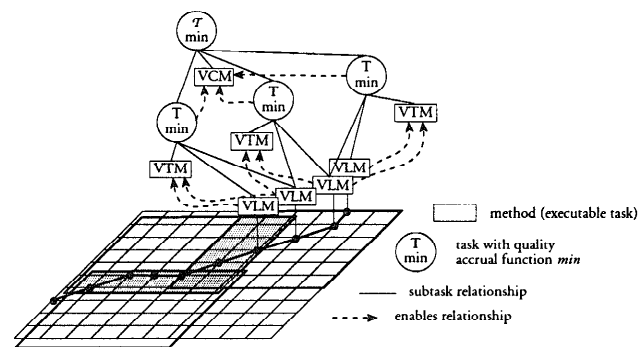 T
min
VCM
T
min
T
min
VTM
T
min
VTM
VTM
VLM
VLM
VLM
VLM
method (executable task)
T
min
task with quality
accrual function min
subtask relationship
enables relationship